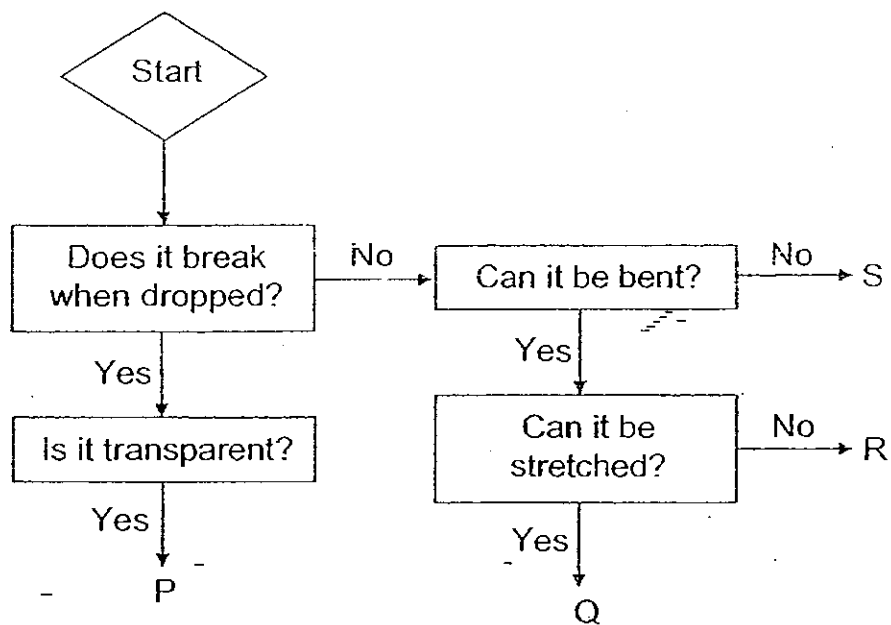 Start
Does it break
when dropped?
No
Can it be bent?
No
S
Yes
Yes
Is it transparent?
Can it be
stretched?
No
R
Yes
Yes
P
Q